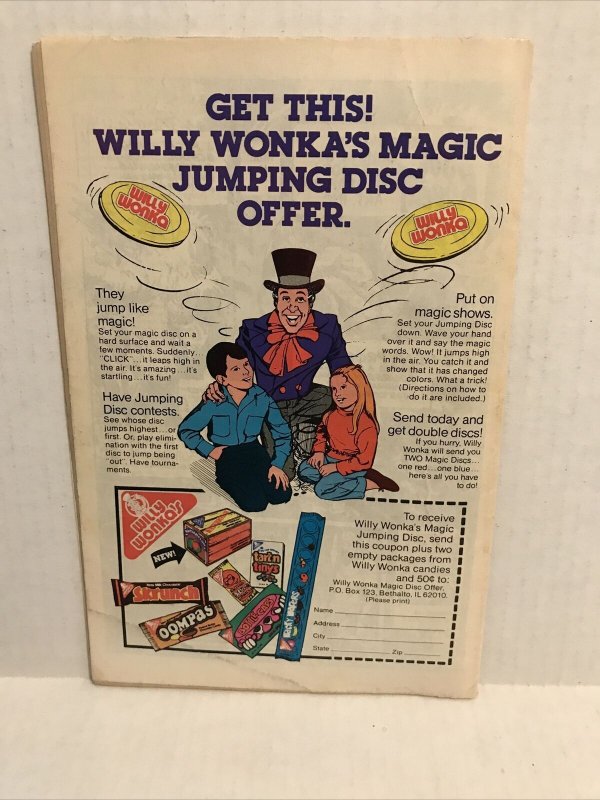 GET THIS!
WILLY WONKA'S MAGIC
JUMPING DISC
OFFER.
WILLY
WONKA
WILLY
WONKA
They
jump like
magic!
Set your magic disc on a
hard surface and wait a
few moments. Suddenly
"CLICK"...it leaps high in
the air. It's amazing...it's
startling...it's fun!
Have Jumping
Disc contests.
See whose disc
jumps highest...or
first. Or, play elimi-
nation with the first
disc to jump being
"out". Have tourna-
ments.
Put on
magic shows.
Set your Jumping Disc
down. Wave your hand
over it and say the magic
words. Wow! It jumps high
in the air. You catch it and
show that it has changed
colors. What a trick!
(Directions on how to
do it are included.)
Send today and
get double discs!
If you hurry, Willy
Wonka will send you
TWO Magic Discs...
one red...one blue...
here's all you have
to do!
WILLY
WONKA'S
NEW!
tart n
tinys
Skrunch
OOMPAS
To receive
Willy Wonka's Magic
Jumping Disc, send
this coupon plus two
empty packages from
Willy Wonka candies
and 50¢ to:
Willy Wonka Magic Disc Offer,
P.O. Box 123, Bethalto, IL 62010.
(Please print)
Name
Address
City
State Zip